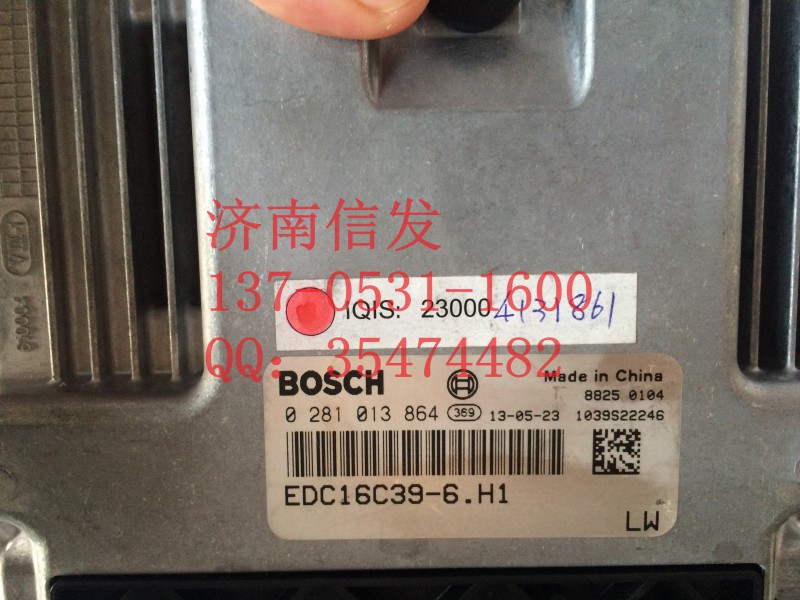 济南信发
137-0531-1600
IQIS: 23000-4131861
QQ: 35474482
BOSCH
Made in China
8825 0104
0 281 013 864 369 13-05-23 1039S22246
EDC16C39-6.H1
LW